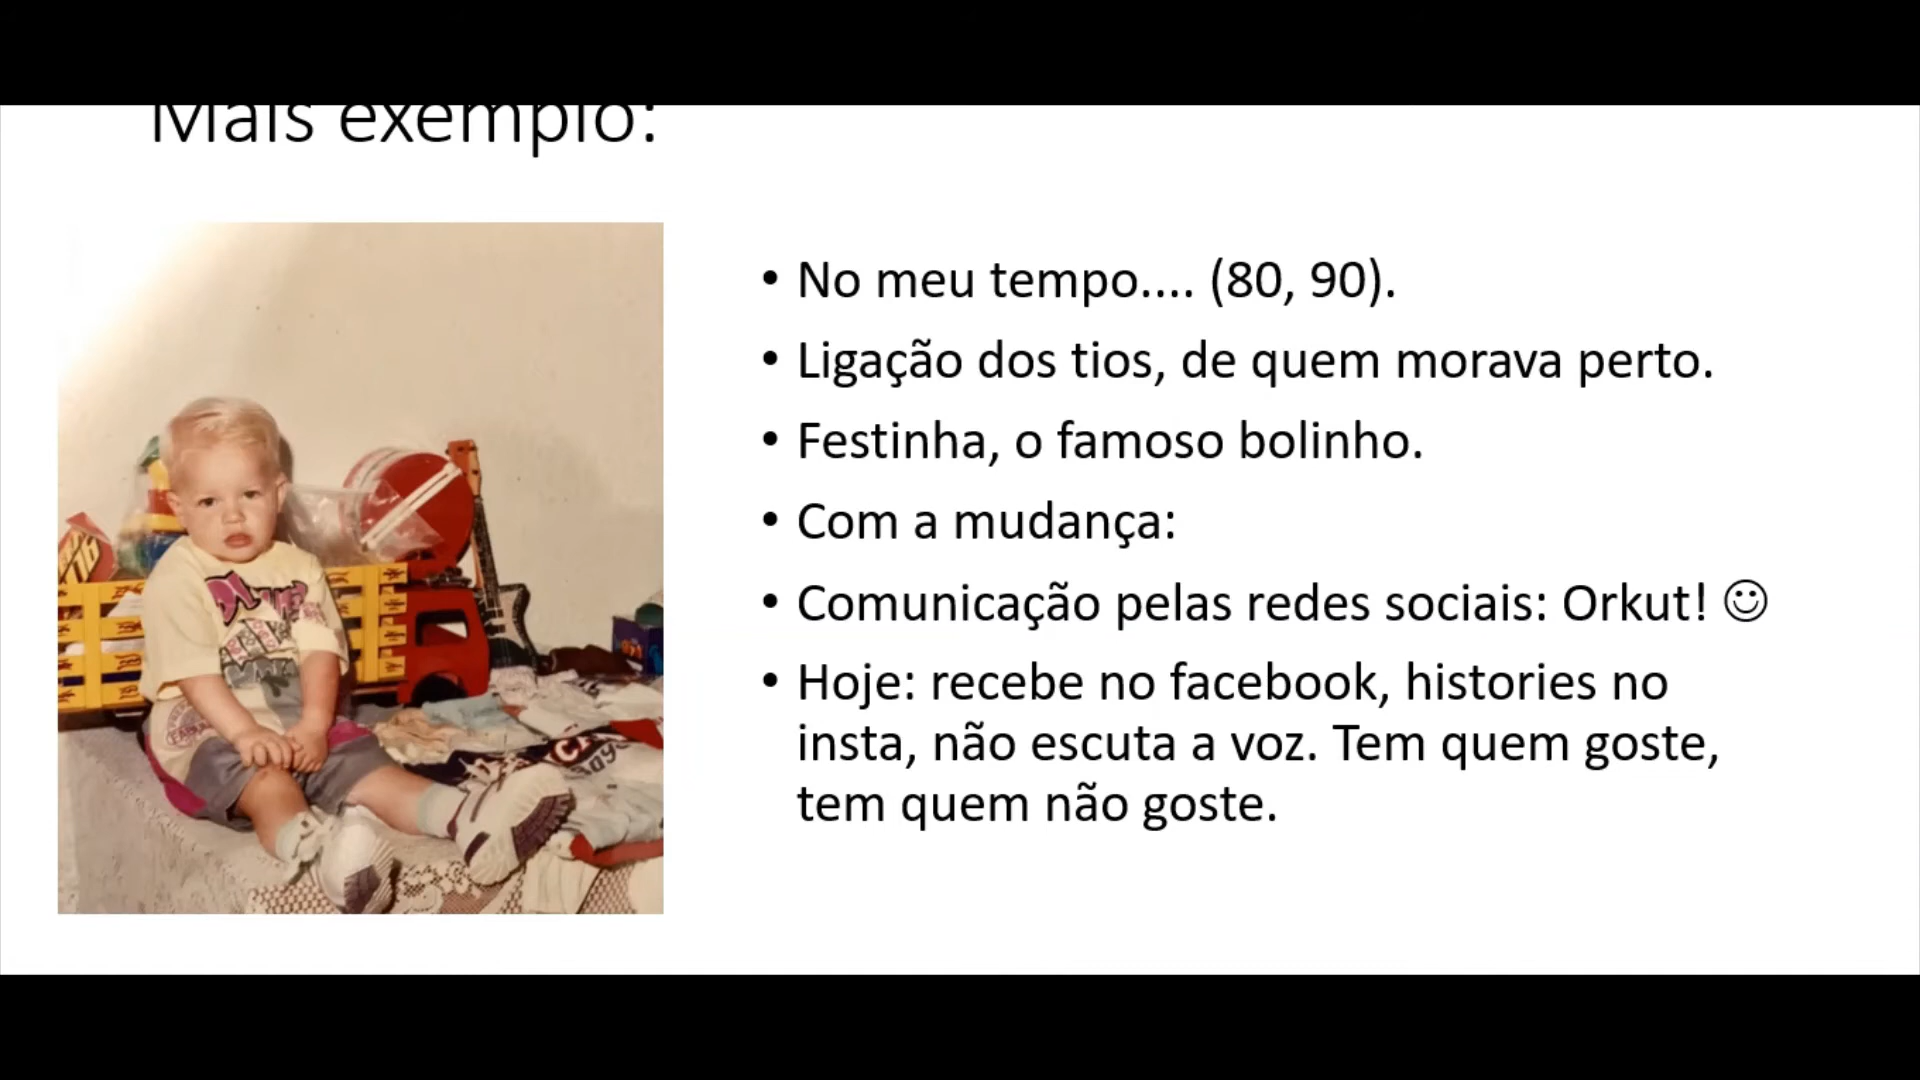 Mais exemplo:
• No meu tempo.... (80, 90).
• Ligação dos tios, de quem morava perto.
• Festinha, o famoso bolinho.
• Com a mudança:
• Comunicação pelas redes sociais: Orkut! ☺
• Hoje: recebe no facebook, histories no
insta, não escuta a voz. Tem quem goste,
tem quem não goste.